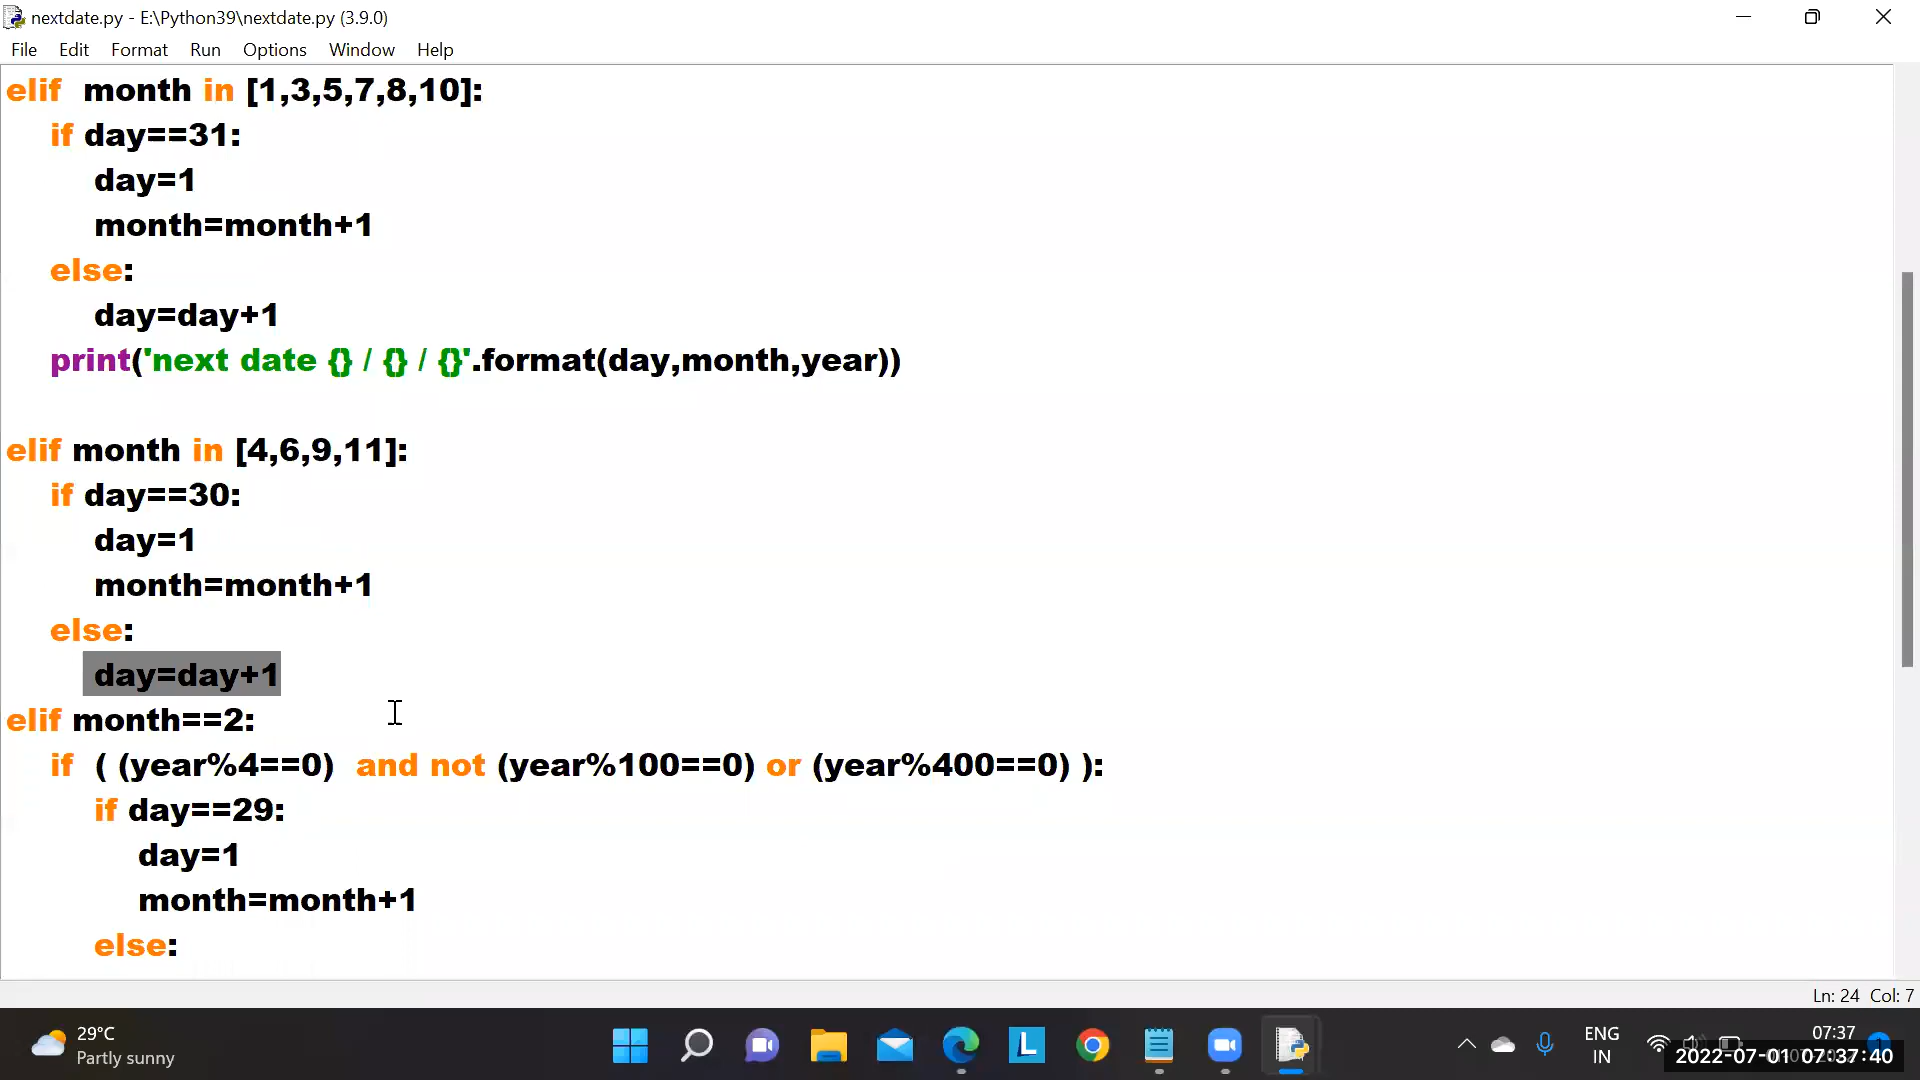 nextdate.py - E:\Python39\nextdate.py (3.9.0)
File Edit Format Run Options Window Help
elif  month in [1,3,5,7,8,10]:
    if day==31:
        day=1
        month=month+1
    else:
        day=day+1
    print('next date {} / {} / {}'.format(day,month,year))
elif month in [4,6,9,11]:
    if day==30:
        day=1
        month=month+1
    else:
        day=day+1
elif month==2:
    if  ( (year%4==0)  and not (year%100==0) or (year%400==0) ):
        if day==29:
            day=1
            month=month+1
        else:
Ln: 24 Col: 7
29°C
Partly sunny
L
ENG
IN
07:37
1
2022-07-01 07:37:40